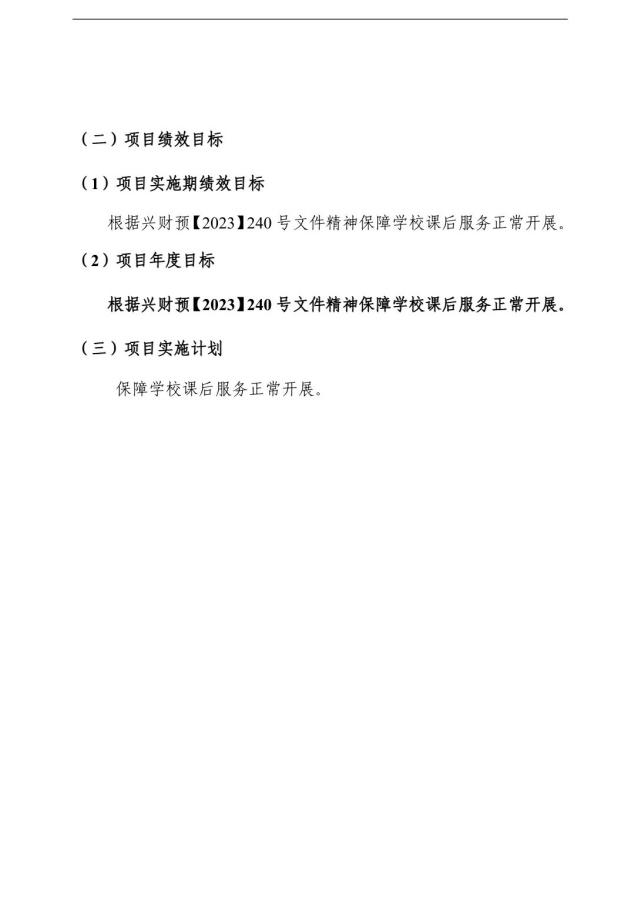 （二）项目绩效目标
（1）项目实施期绩效目标
根据兴财预【2023】240 号文件精神保障学校课后服务正常开展。
（2）项目年度目标
根据兴财预【2023】240 号文件精神保障学校课后服务正常开展。
（三）项目实施计划
保障学校课后服务正常开展。